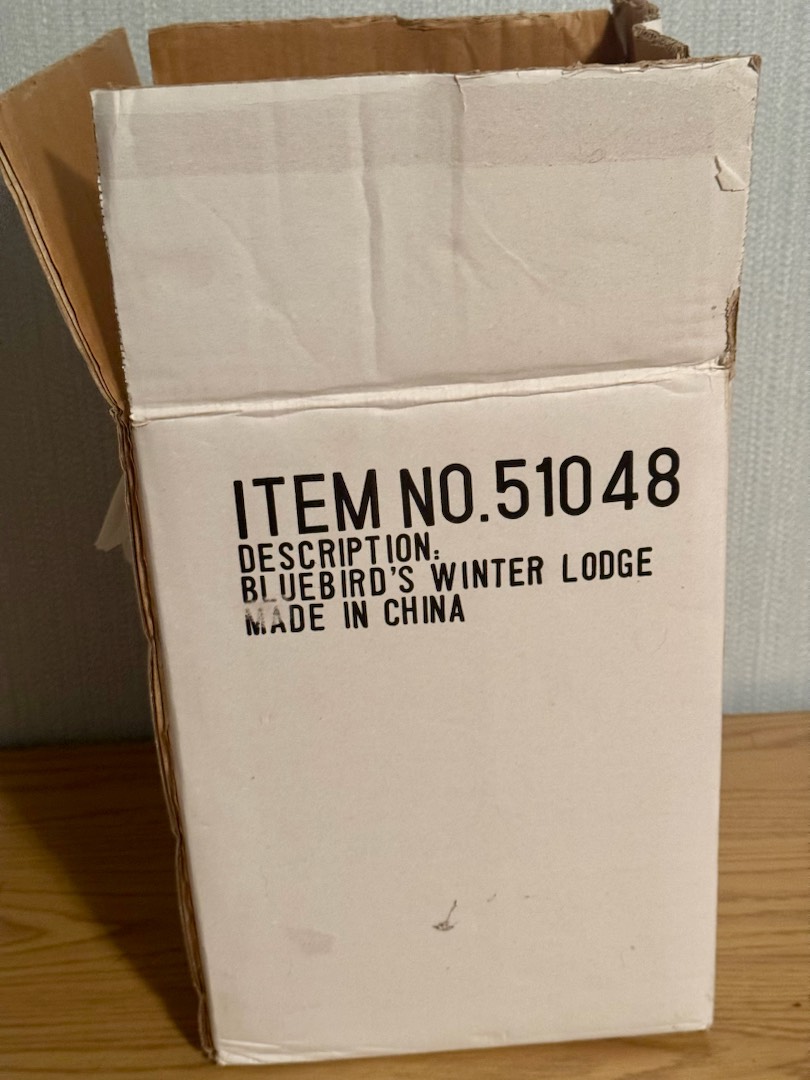 ITEM NO.51048
DESCRIPTION:
BLUEBIRD'S WINTER LODGE
MADE IN CHINA